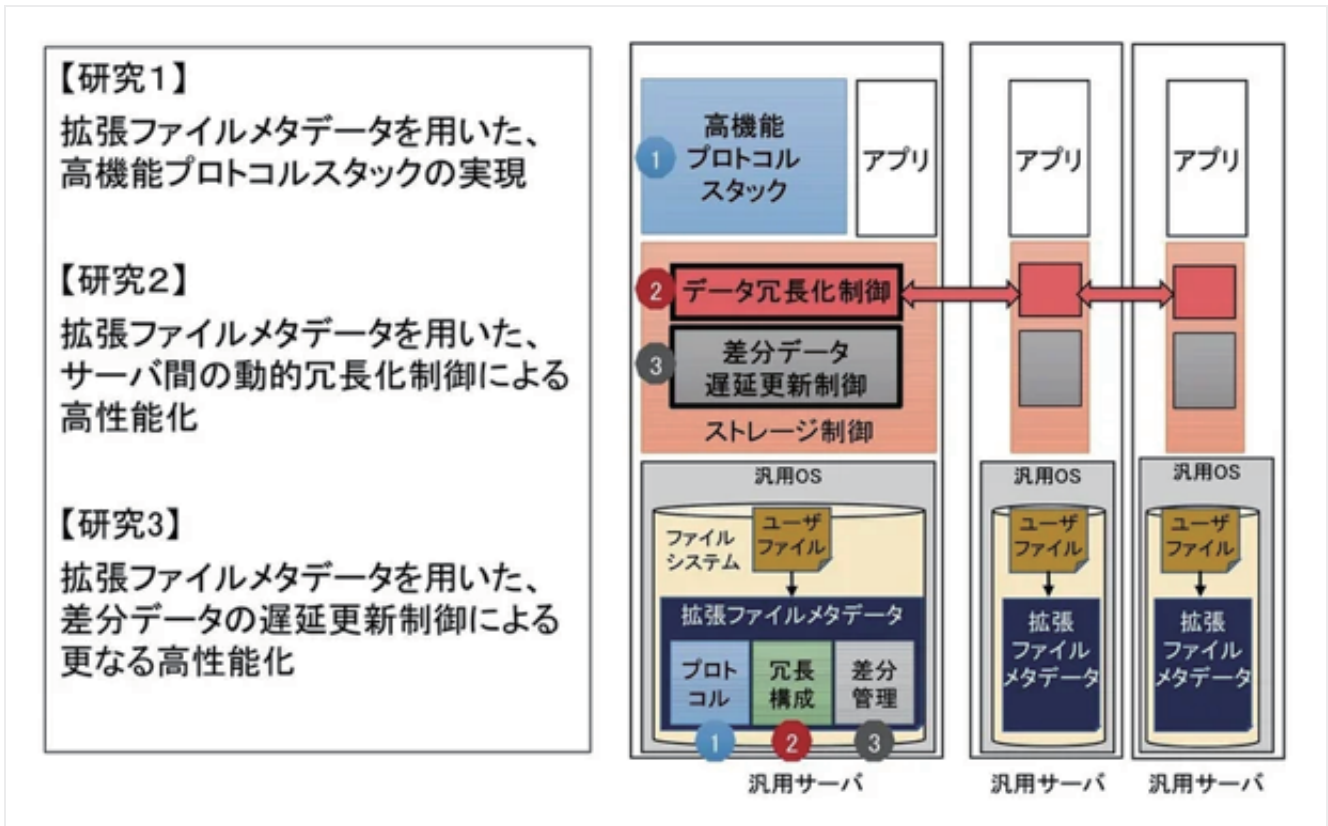 【研究１】
拡張ファイルメタデータを用いた、
高機能プロトコルスタックの実現
【研究２】
拡張ファイルメタデータを用いた、
サーバ間の動的冗長化制御による
高性能化
【研究3】
拡張ファイルメタデータを用いた、
差分データの遅延更新制御による
更なる高性能化
1
高機能
プロトコル
スタック
アプリ
2
データ冗長化制御
3
差分データ
遅延更新制御
ストレージ制御
汎用OS
ファイル
システム
ユーザ
ファイル
拡張ファイルメタデータ
プロト
コル
冗長
構成
差分
管理
1
2
3
汎用サーバ
アプリ
汎用OS
ユーザ
ファイル
拡張
ファイル
メタデータ
汎用サーバ
アプリ
汎用OS
ユーザ
ファイル
拡張
ファイル
メタデータ
汎用サーバ